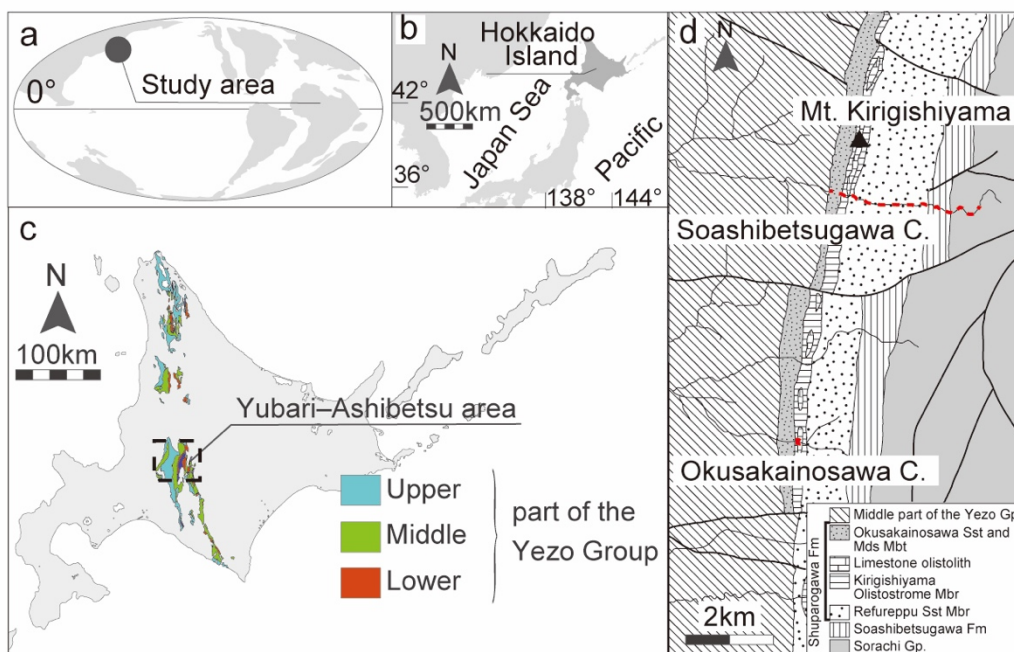 a
0°
Study area
b
N
Hokkaido
Island
42°
500km
Japan Sea
Pacific
36°
138°
144°
c
N
100km
Yubari–Ashibetsu area
Upper
Middle
Lower
part of the
Yezo Group
d
N
Mt. Kirigishiyama
Soashibetsugawa C.
Okusakainosawa C.
2km
Shuparogawa Fm
Middle part of the Yezo Gp
Okusakainosawa Sst and
Mds Mbt
Limestone olistolith
Kirigishiyama
Olistostrome Mbr
Refureppu Sst Mbr
Soashibetsugawa Fm
Sorachi Gp.